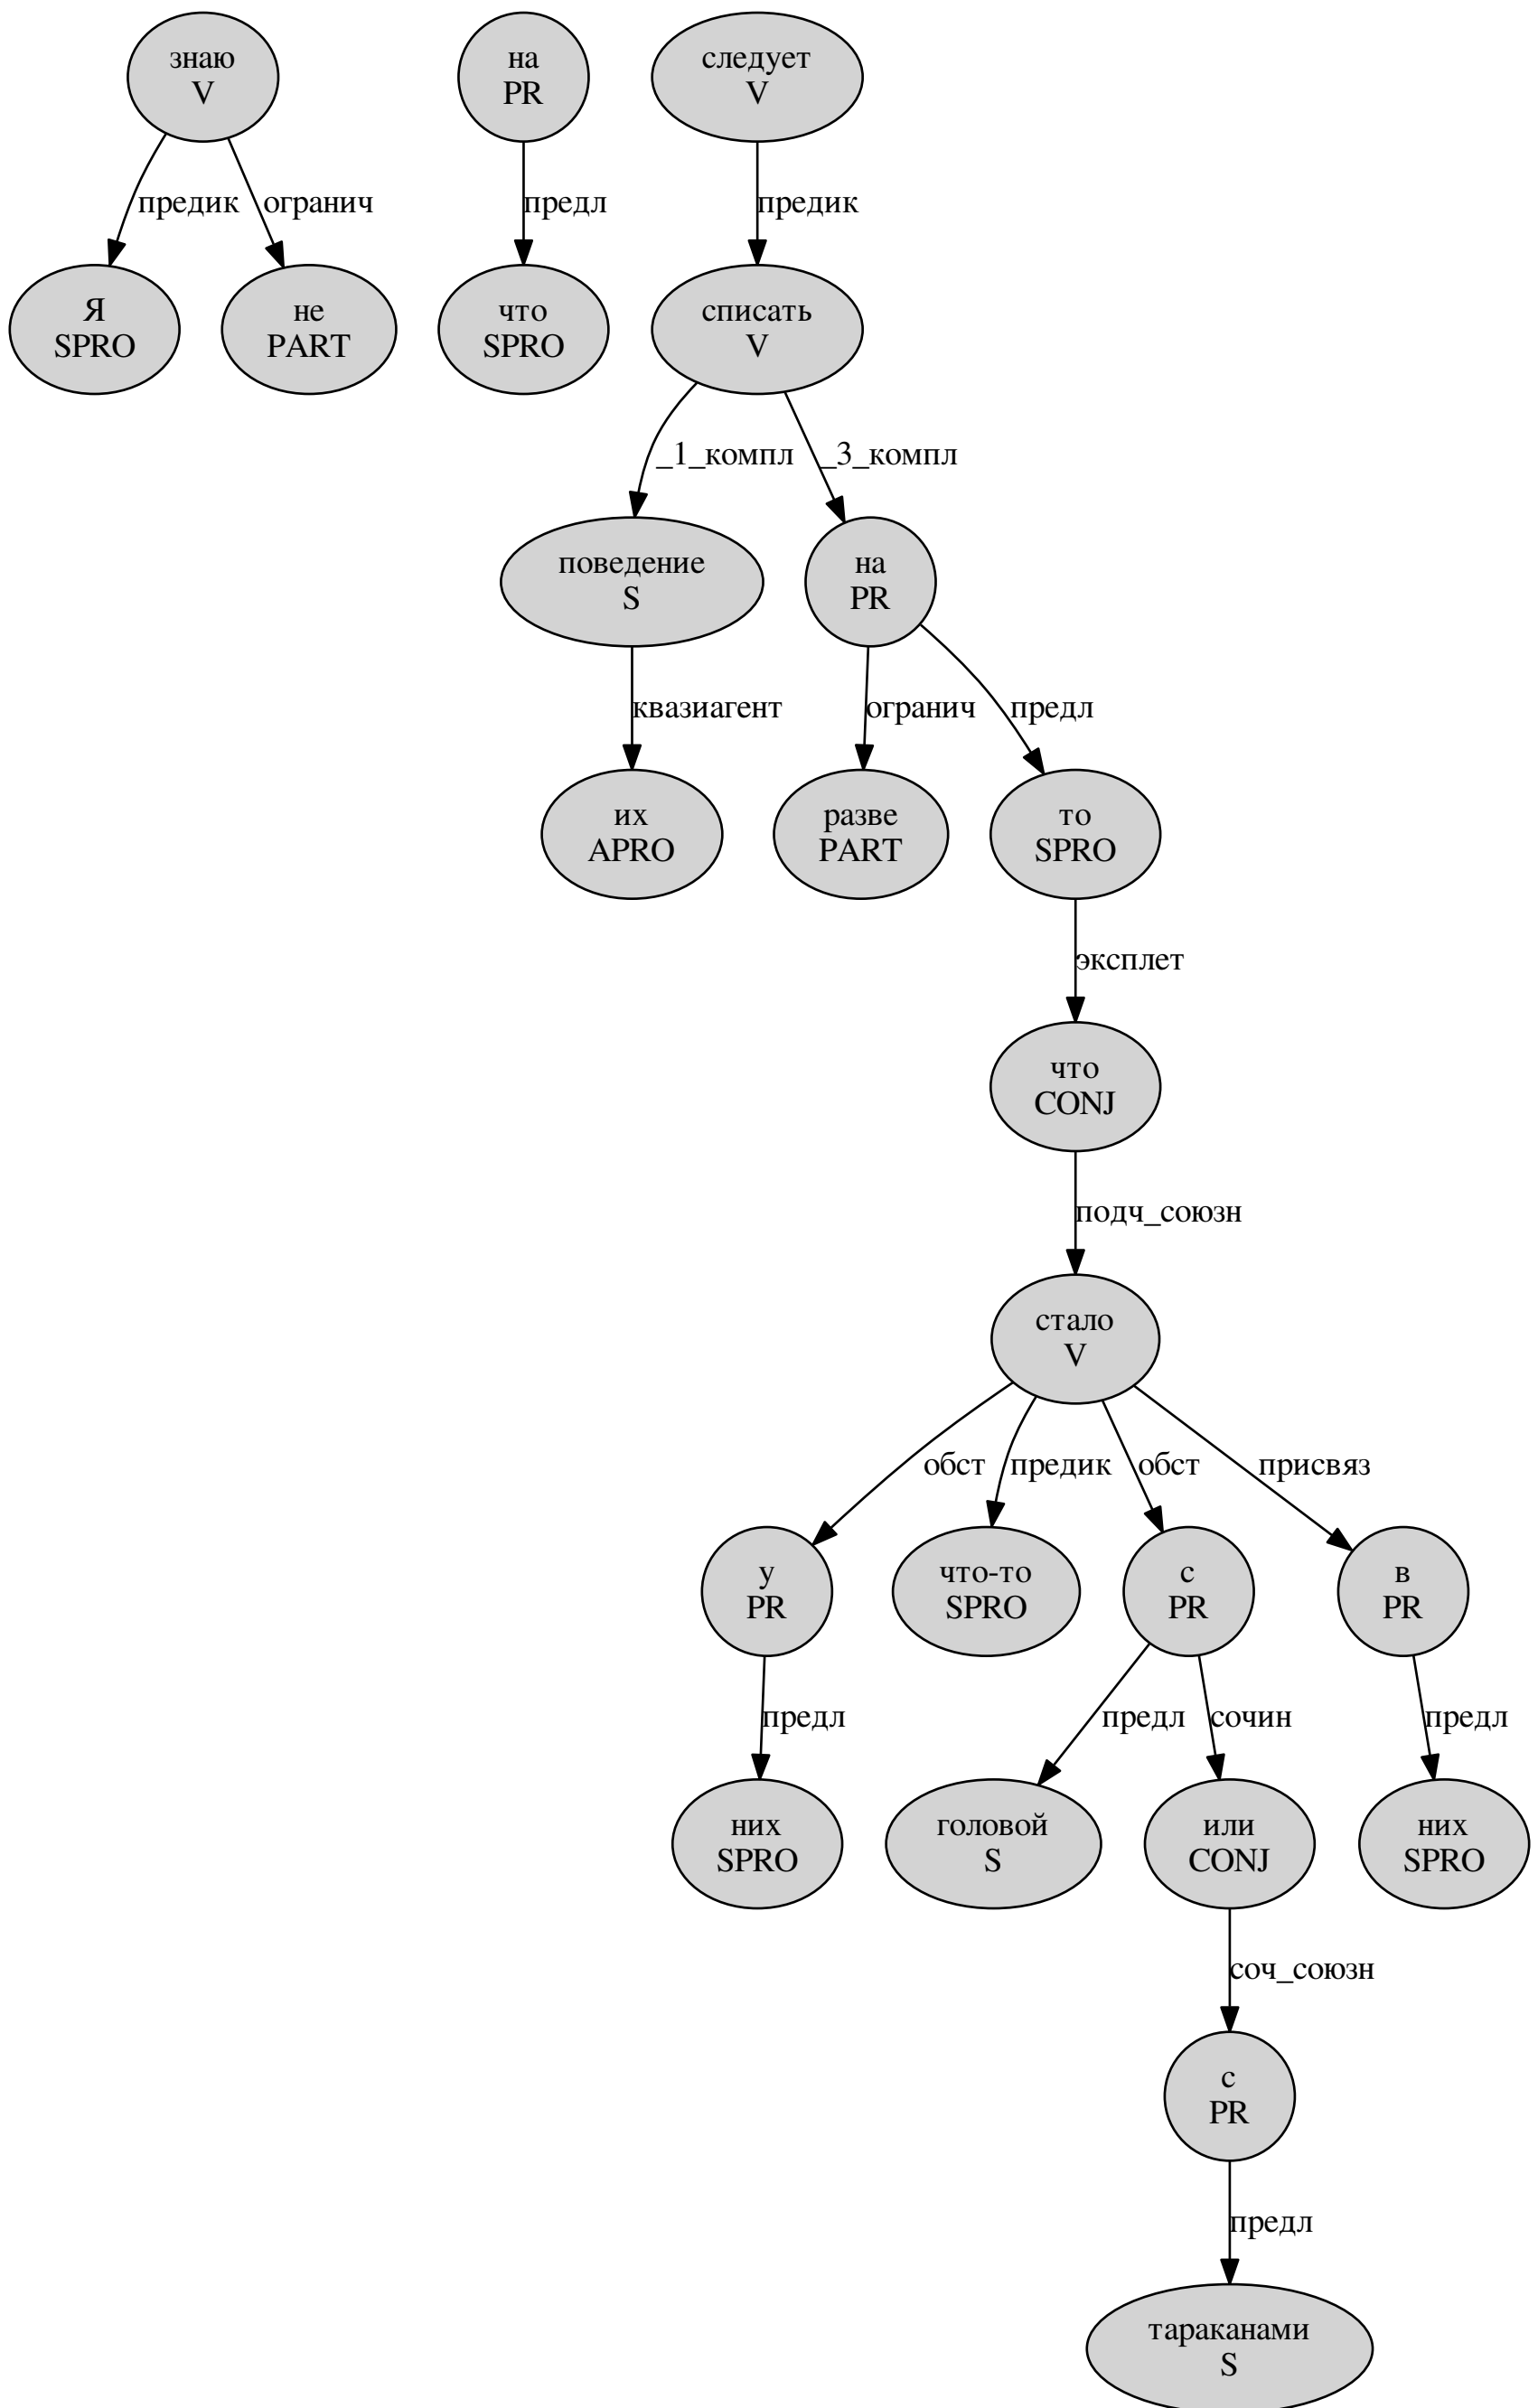 знаю
V
на
PR
следует
V
предик
огранич
предл
предик
Я
SPRO
не
PART
что
SPRO
списать
V
_1_компл
_3_компл
поведение
S
на
PR
квазиагент
огранич
предл
их
APRO
разве
PART
то
SPRO
эксплет
что
CONJ
подч_союзн
стало
V
обст
предик
обст
присвяз
у
PR
что-то
SPRO
с
PR
в
PR
предл
предл
сочин
предл
них
SPRO
головой
S
или
CONJ
них
SPRO
соч_союзн
с
PR
предл
тараканами
S